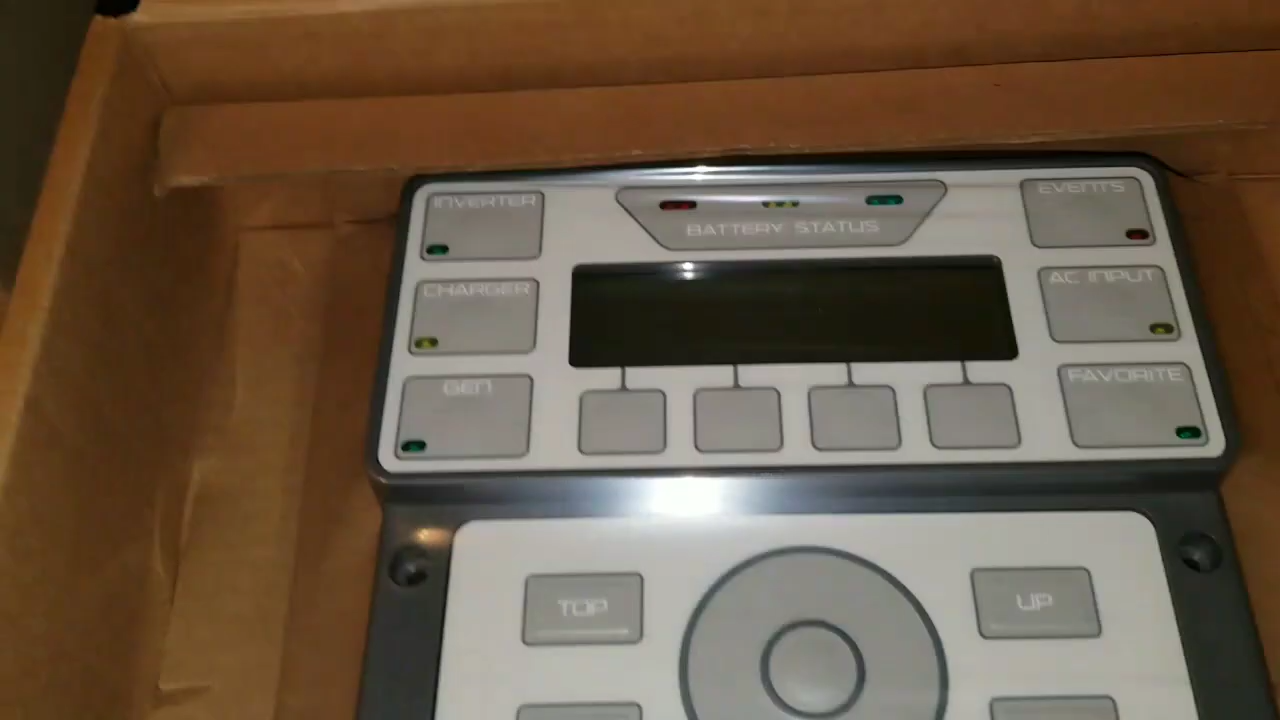 INVERTER
BATTERY STATUS
EVENTS
CHARGER
AC INPUT
GEN
FAVORITE
TOP
UP